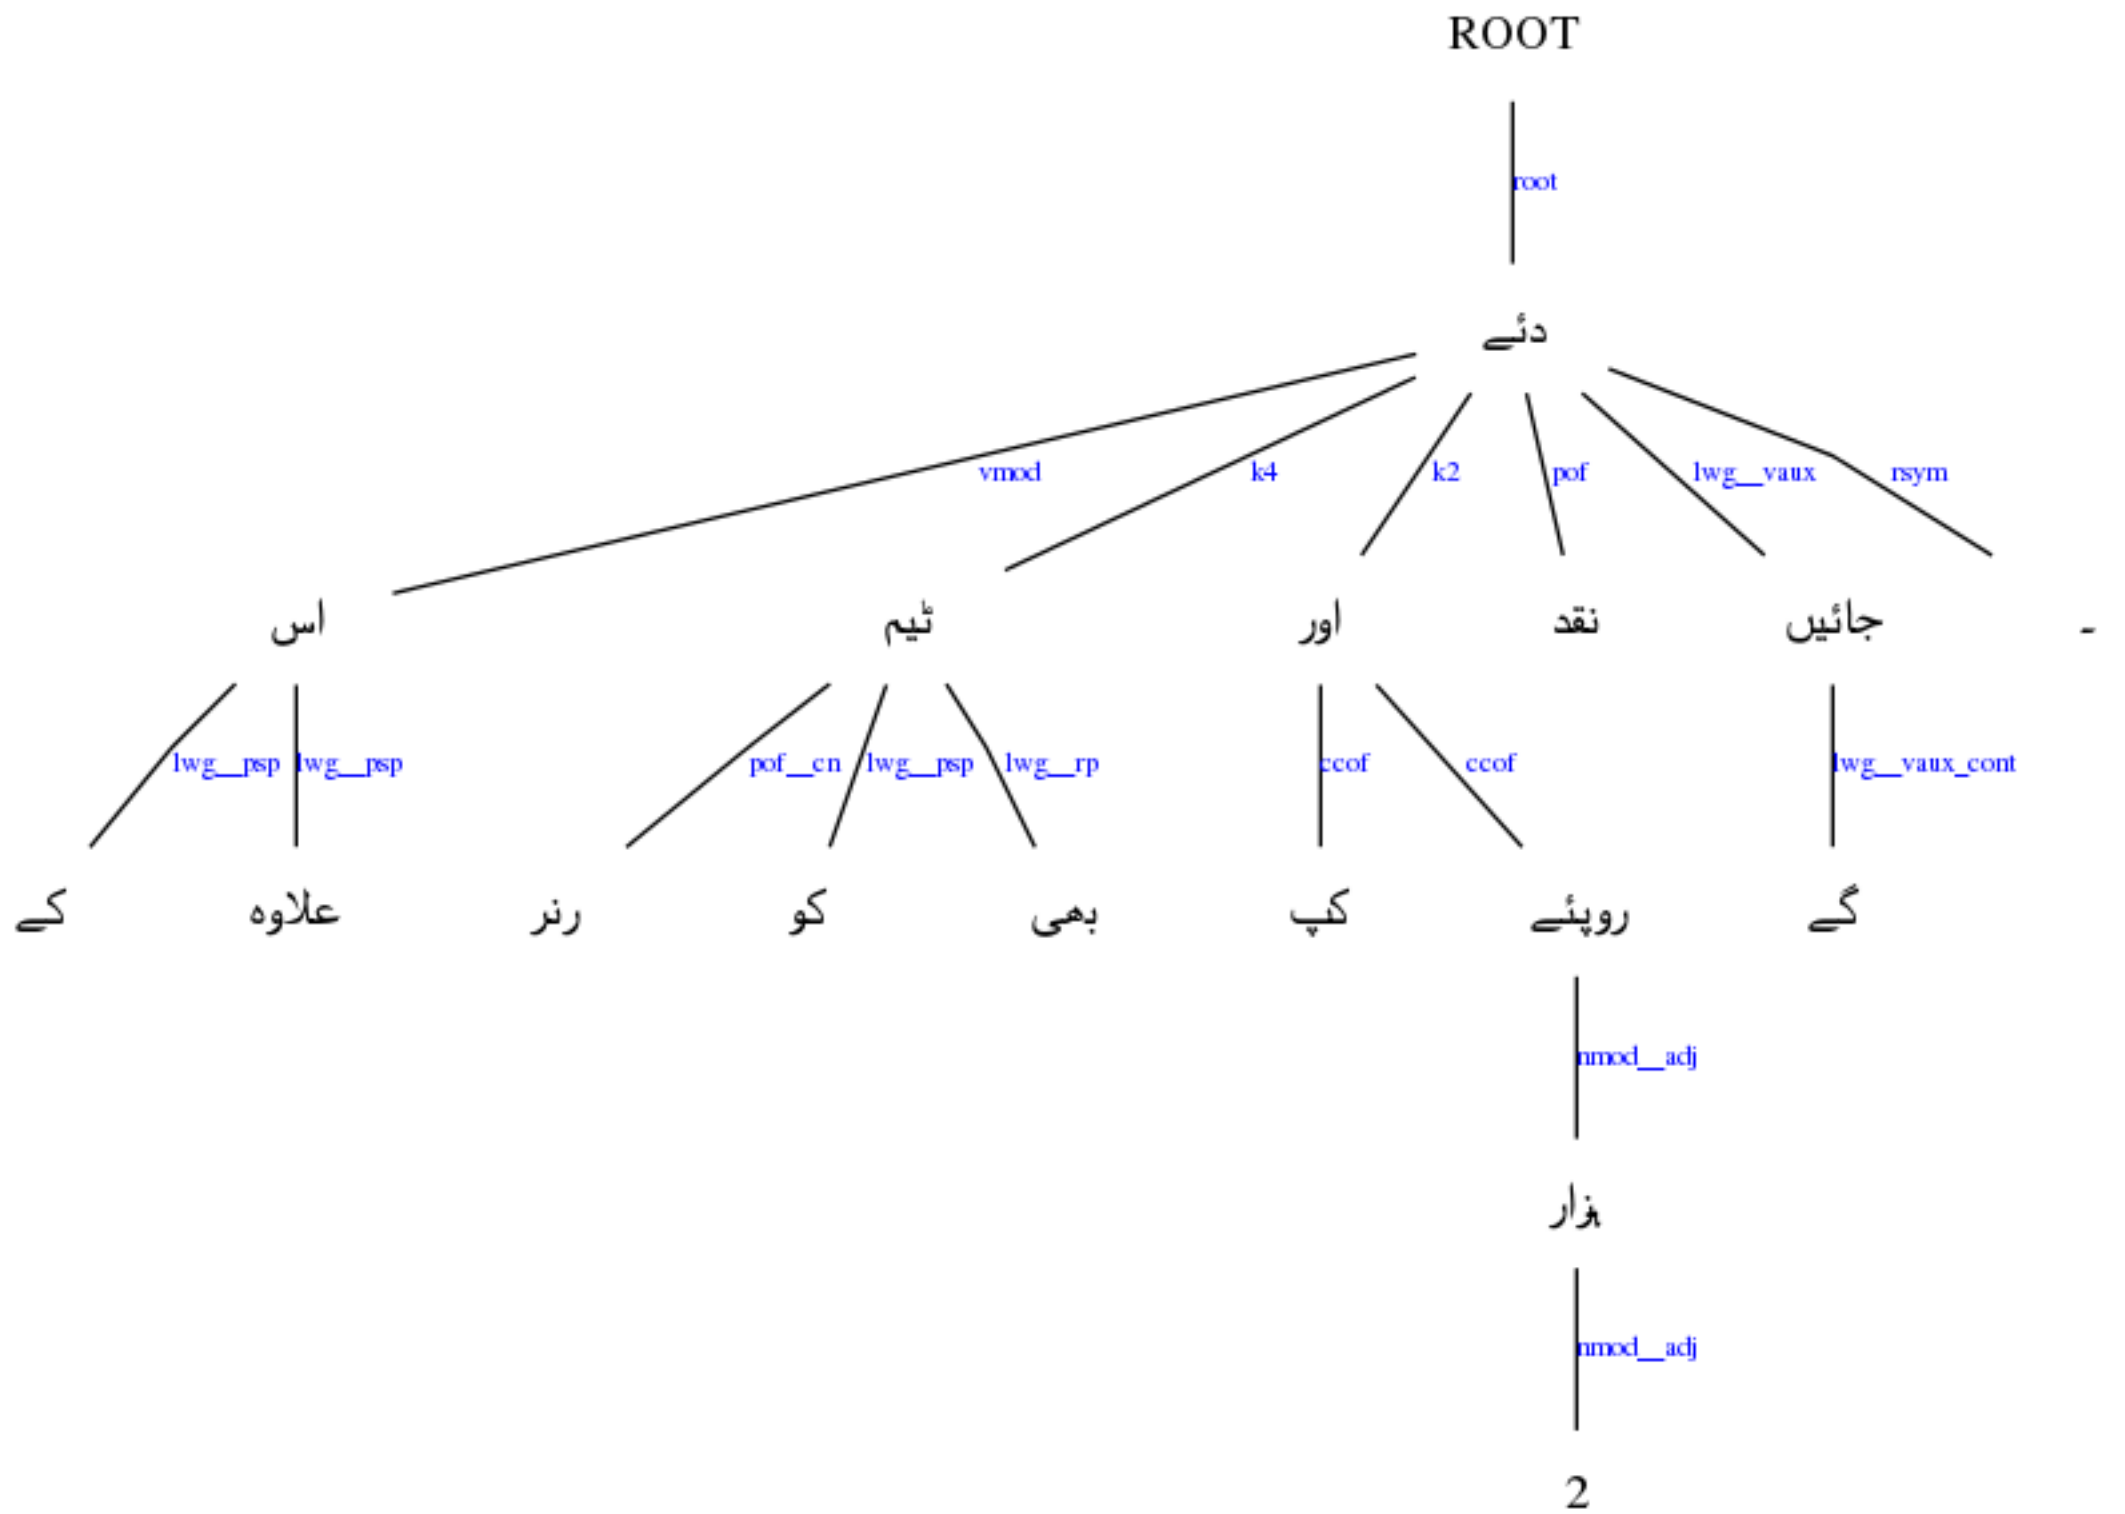 ROOT
root
دئے
vmod k4 k2 pof lwg__vaux rsym
اس ٹیم اور نقد جائیں ۔
lwg__psp lwg__psp pof__cn lwg__psp lwg__rp ccof ccof lwg__vaux_cont
کے علاوہ رنر کو بھی کپ روپئے گے
nmod__adj
ہزار
nmod__adj
2